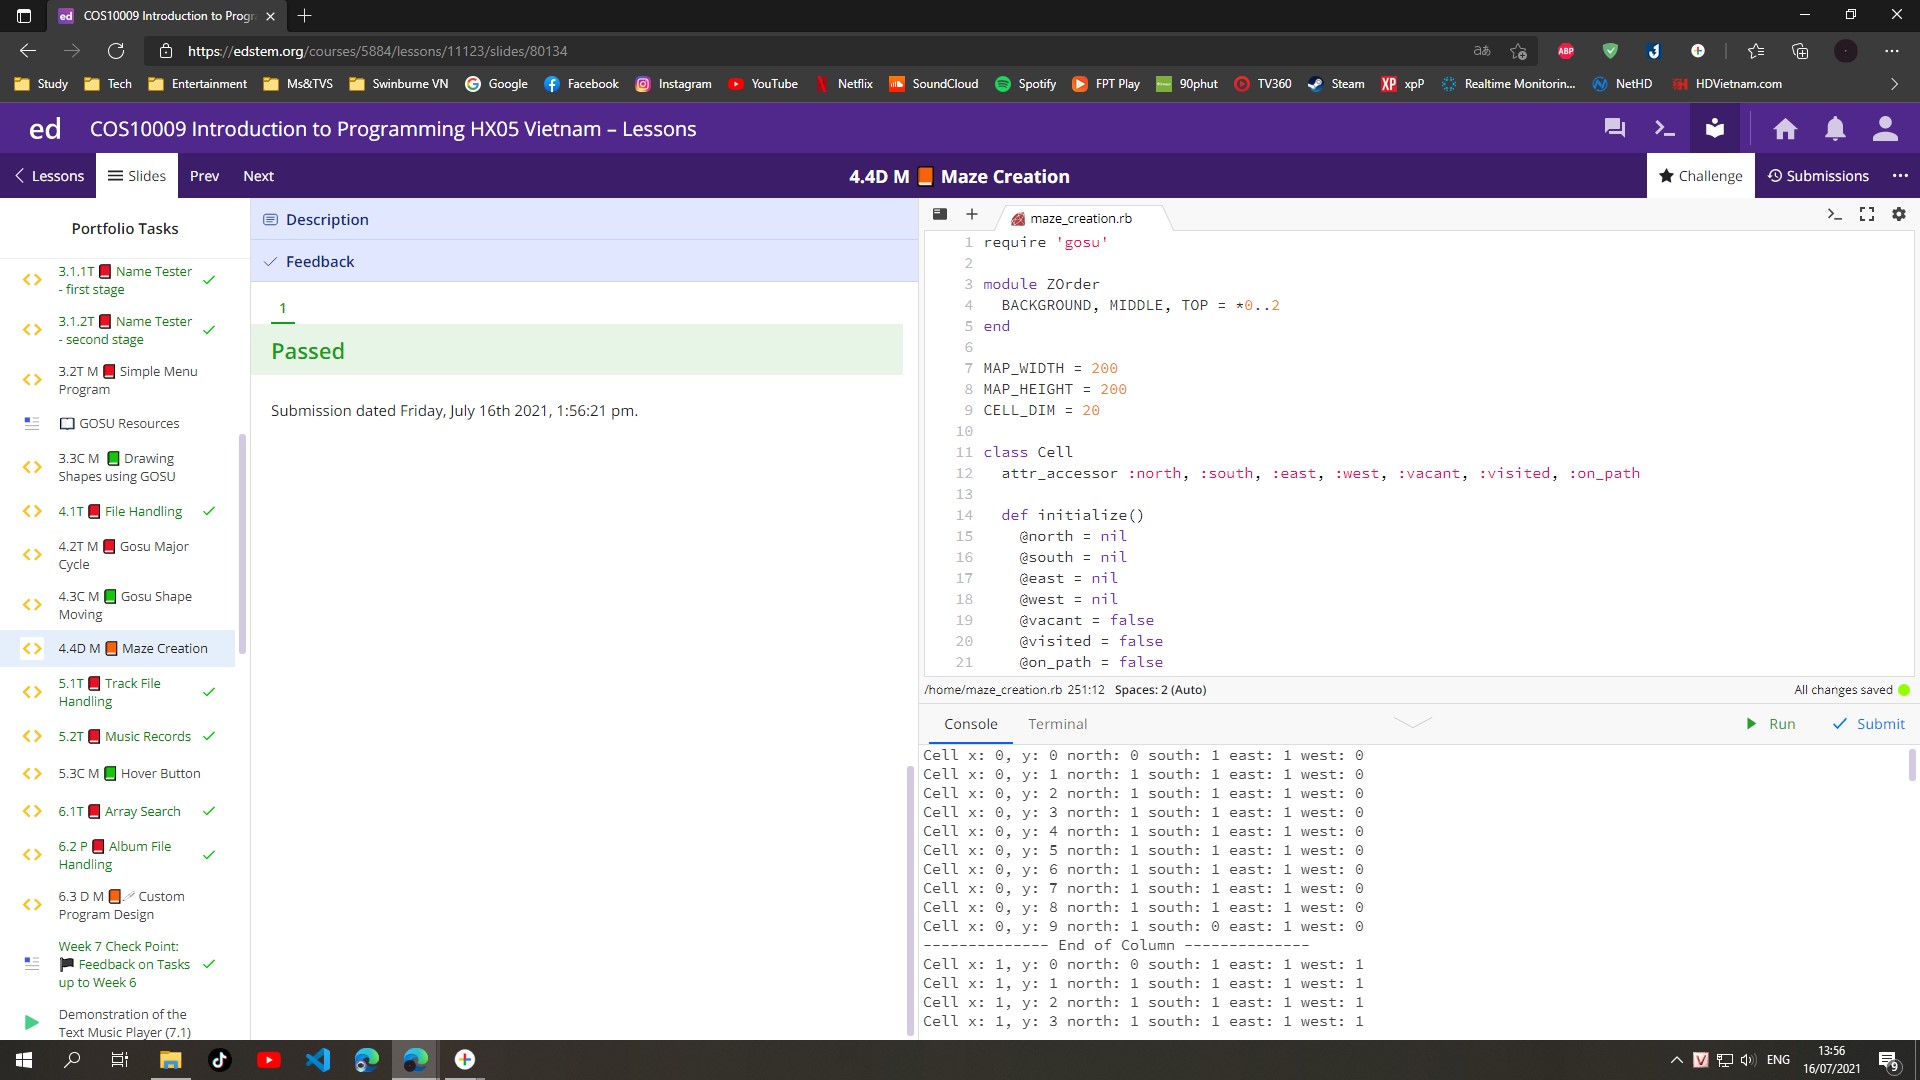 COS10009 Introduction to Progr
https://edstem.org/courses/5884/lessons/11123/slides/80134
Study
Tech
Entertainment
Ms&TVS
Swinburne VN
Google
Facebook
Instagram
YouTube
Netflix
SoundCloud
Spotify
FPT Play
90phut
TV360
Steam
xpP
Realtime Monitorin...
NetHD
HDVietnam.com
ed COS10009 Introduction to Programming HX05 Vietnam – Lessons
Lessons
Slides
Prev
Next
4.4D M Maze Creation
Challenge
Submissions
Portfolio Tasks
3.1.1T Name Tester
- first stage
3.1.2T Name Tester
- second stage
3.2T M Simple Menu
Program
GOSU Resources
3.3C M Drawing
Shapes using GOSU
4.1T File Handling
4.2T M Gosu Major
Cycle
4.3C M Gosu Shape
Moving
4.4D M Maze Creation
5.1T Track File
Handling
5.2T Music Records
5.3C M Hover Button
6.1T Array Search
6.2 P Album File
Handling
6.3 D M Custom
Program Design
Week 7 Check Point:
Feedback on Tasks
up to Week 6
Demonstration of the
Text Music Player (7.1)
Description
Feedback
1
Passed
Submission dated Friday, July 16th 2021, 1:56:21 pm.
maze_creation.rb
1 require 'gosu'
2
3 module ZOrder
4 BACKGROUND, MIDDLE, TOP = *0..2
5 end
6
7 MAP_WIDTH = 200
8 MAP_HEIGHT = 200
9 CELL_DIM = 20
10
11 class Cell
12 attr_accessor :north, :south, :east, :west, :vacant, :visited, :on_path
13
14 def initialize()
15 @north = nil
16 @south = nil
17 @east = nil
18 @west = nil
19 @vacant = false
20 @visited = false
21 @on_path = false
/home/maze_creation.rb 251:12 Spaces: 2 (Auto)
All changes saved
Console
Terminal
Run
Submit
Cell x: 0, y: 0 north: 0 south: 1 east: 1 west: 0
Cell x: 0, y: 1 north: 1 south: 1 east: 1 west: 0
Cell x: 0, y: 2 north: 1 south: 1 east: 1 west: 0
Cell x: 0, y: 3 north: 1 south: 1 east: 1 west: 0
Cell x: 0, y: 4 north: 1 south: 1 east: 1 west: 0
Cell x: 0, y: 5 north: 1 south: 1 east: 1 west: 0
Cell x: 0, y: 6 north: 1 south: 1 east: 1 west: 0
Cell x: 0, y: 7 north: 1 south: 1 east: 1 west: 0
Cell x: 0, y: 8 north: 1 south: 1 east: 1 west: 0
Cell x: 0, y: 9 north: 1 south: 0 east: 1 west: 0
-------------- End of Column --------------
Cell x: 1, y: 0 north: 0 south: 1 east: 1 west: 1
Cell x: 1, y: 1 north: 1 south: 1 east: 1 west: 1
Cell x: 1, y: 2 north: 1 south: 1 east: 1 west: 1
Cell x: 1, y: 3 north: 1 south: 1 east: 1 west: 1
ENG
13:56
16/07/2021
9